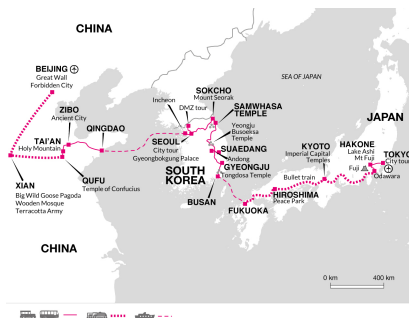 CHINA
BEIJING
Great Wall
Forbidden City
ZIBO
Ancient City
TAI'AN
Holy Mountain
QINGDAO
QUFU
Temple of Confucius
XIAN
Big Wild Goose Pagoda
Wooden Mosque
Terracotta Army
CHINA
Incheon
DMZ tour
SEOUL
City tour
Gyeongbokgung Palace
SOKCHO
Mount Seorak
SAMWHASA
TEMPLE
Yeongju
Buseoksa
Temple
SUAEDANG
Andong
GYEONGJU
Tongdosa Temple
SOUTH
KOREA
BUSAN
SEA OF JAPAN
FUKUOKA
HIROSHIMA
Peace Park
Bullet train
KYOTO
Imperial Capital
Temples
JAPAN
HAKONE
Lake Ashi
Mt Fuji
Fuji
TOKYO
City tour
Odawara
0 km
400 km